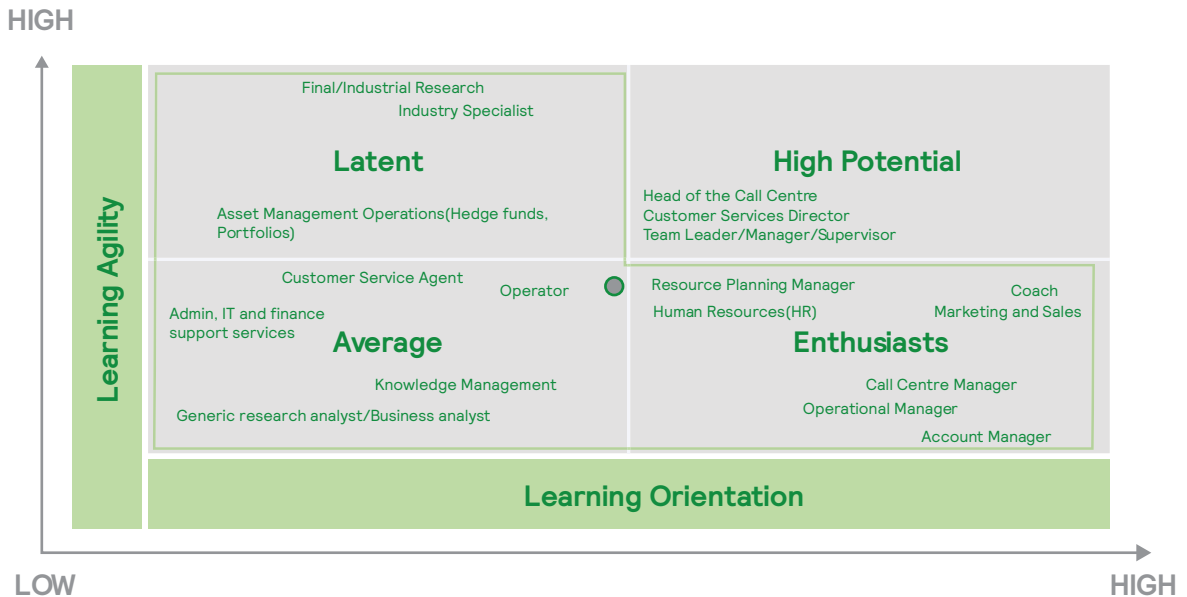 HIGH
Final/Industrial Research
Industry Specialist
Latent
Asset Management Operations(Hedge funds,
Portfolios)
High Potential
Head of the Call Centre
Customer Services Director
Team Leader/Manager/Supervisor
Learning Agility
Customer Service Agent
Operator
Admin, IT and finance
support services
Average
Knowledge Management
Generic research analyst/Business analyst
Resource Planning Manager
Coach
Human Resources(HR)
Marketing and Sales
Enthusiasts
Call Centre Manager
Operational Manager
Account Manager
Learning Orientation
LOW
HIGH